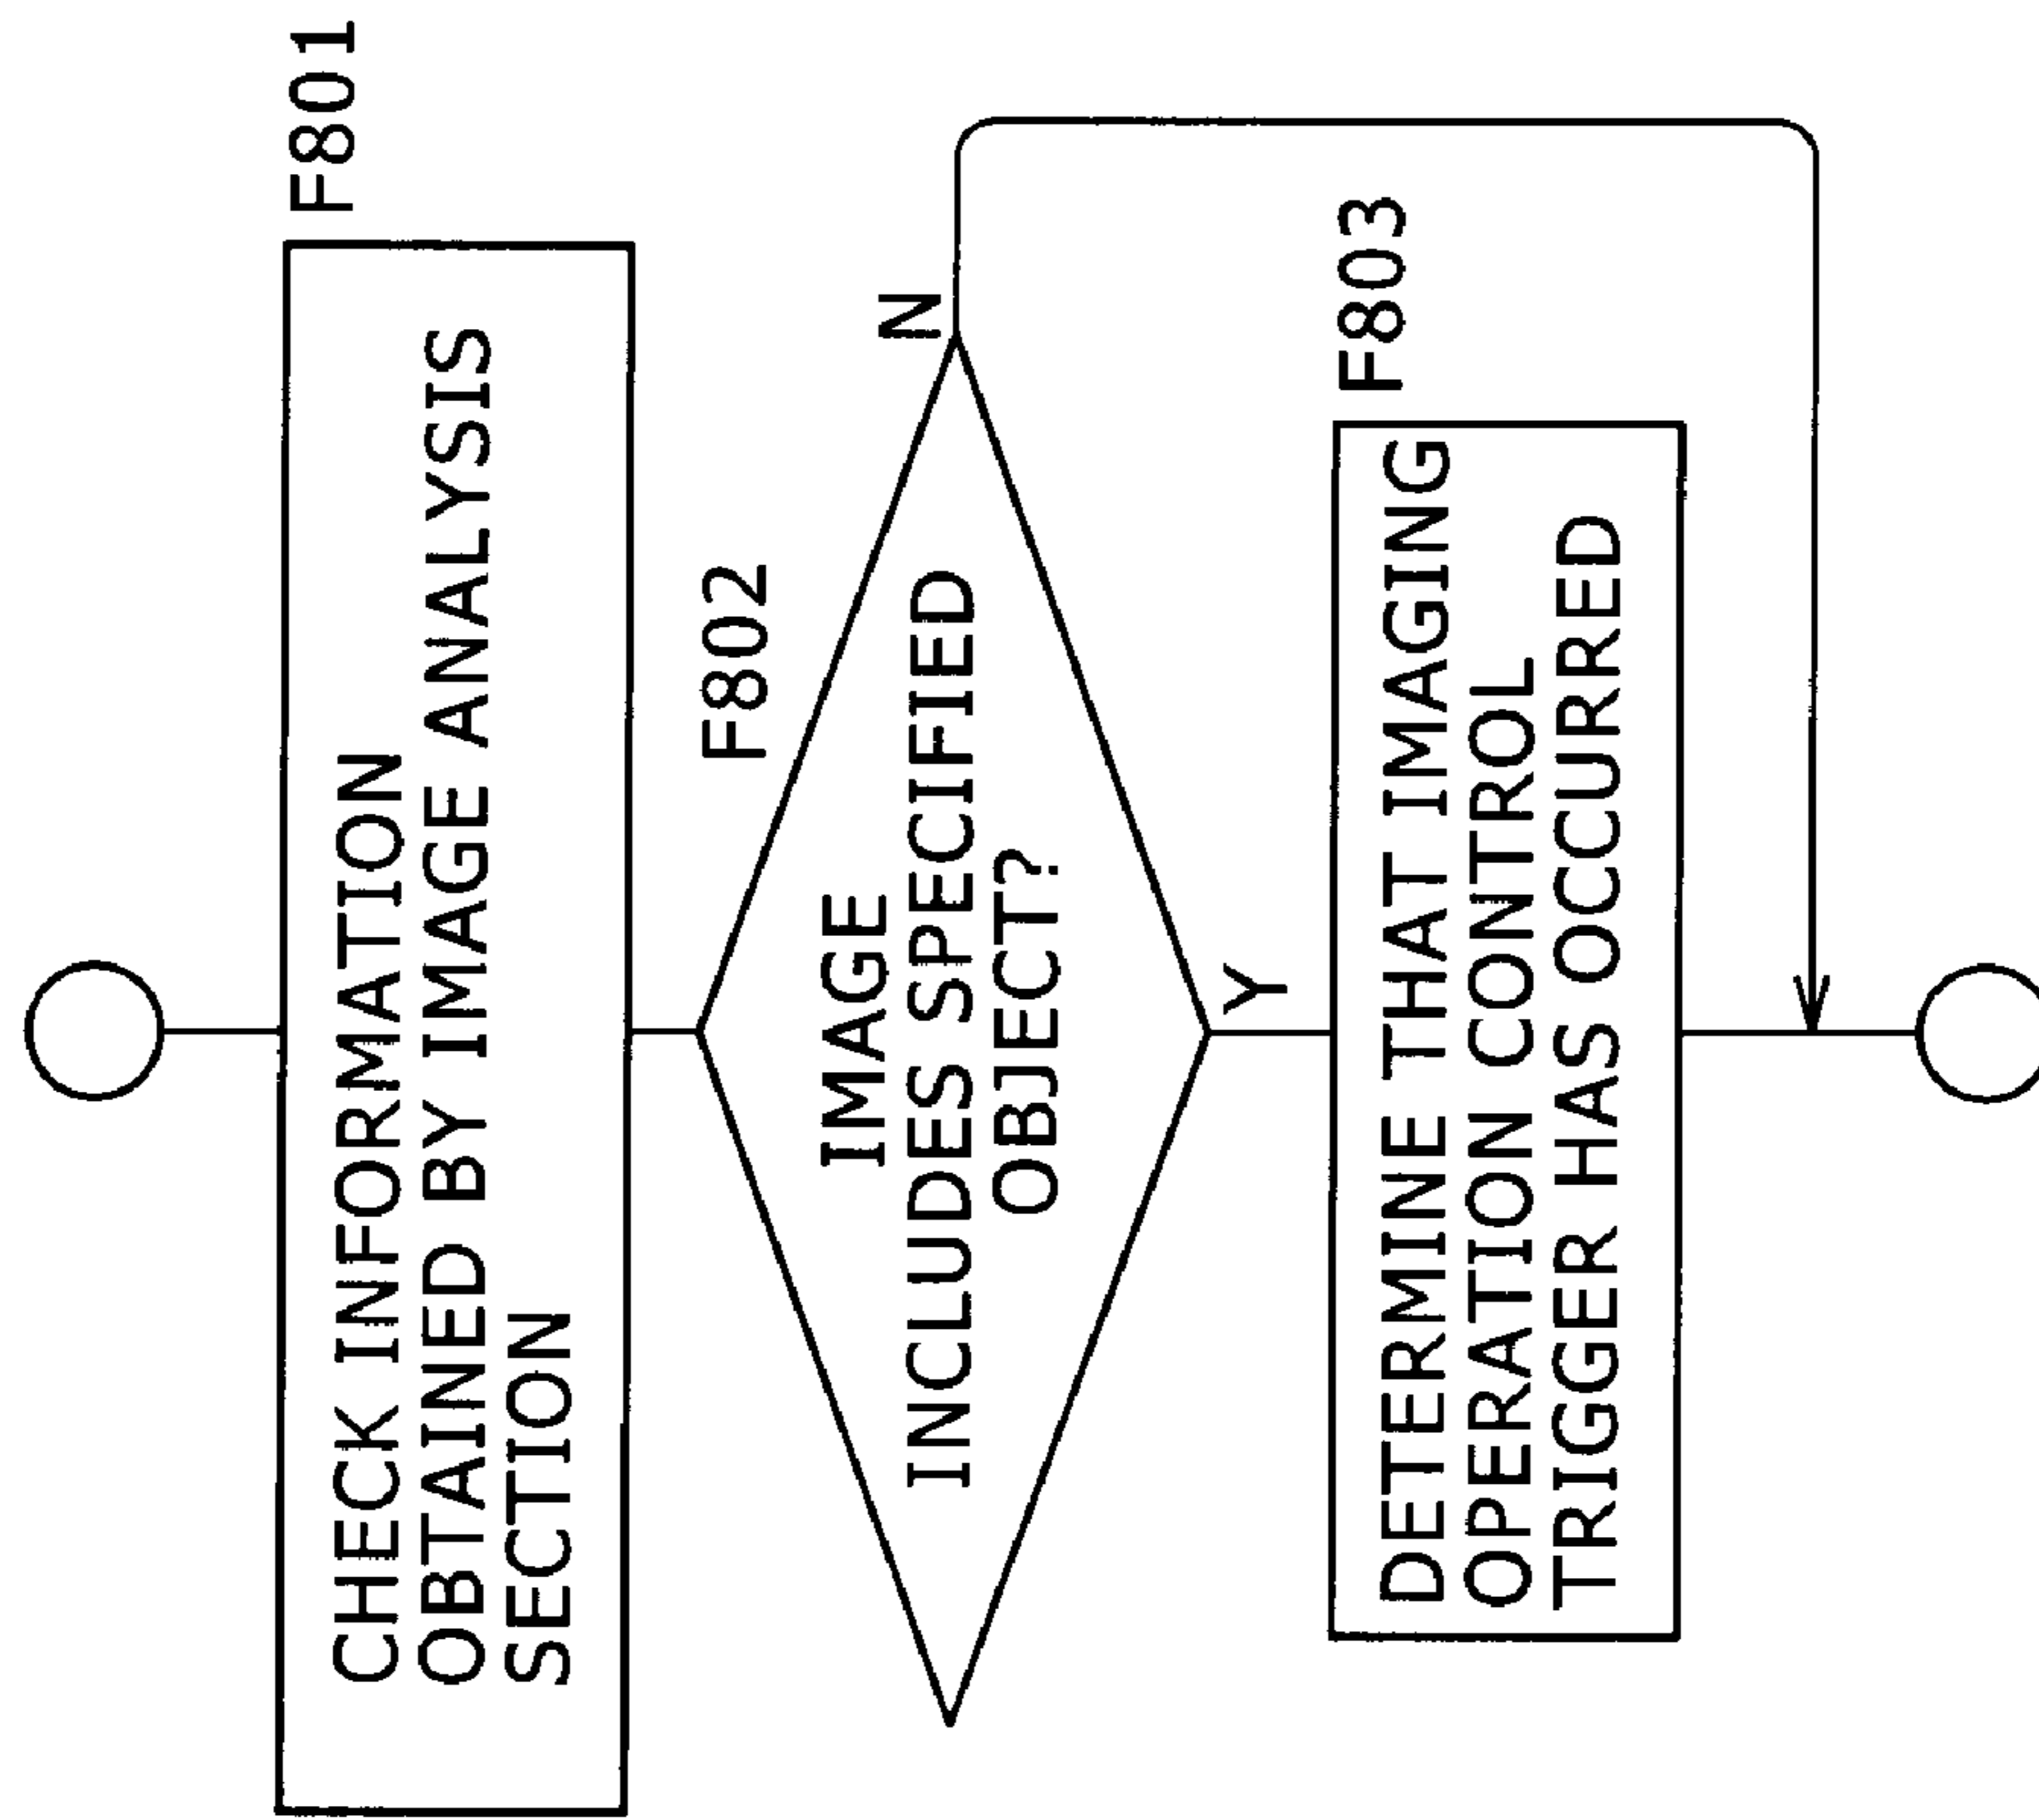 F801
CHECK INFORMATION
OBTAINED BY IMAGE ANALYSIS
SECTION
F802
IMAGE
INCLUDES SPECIFIED
OBJECT?
N
Y
F803
DETERMINE THAT IMAGING
OPERATION CONTROL
TRIGGER HAS OCCURRED